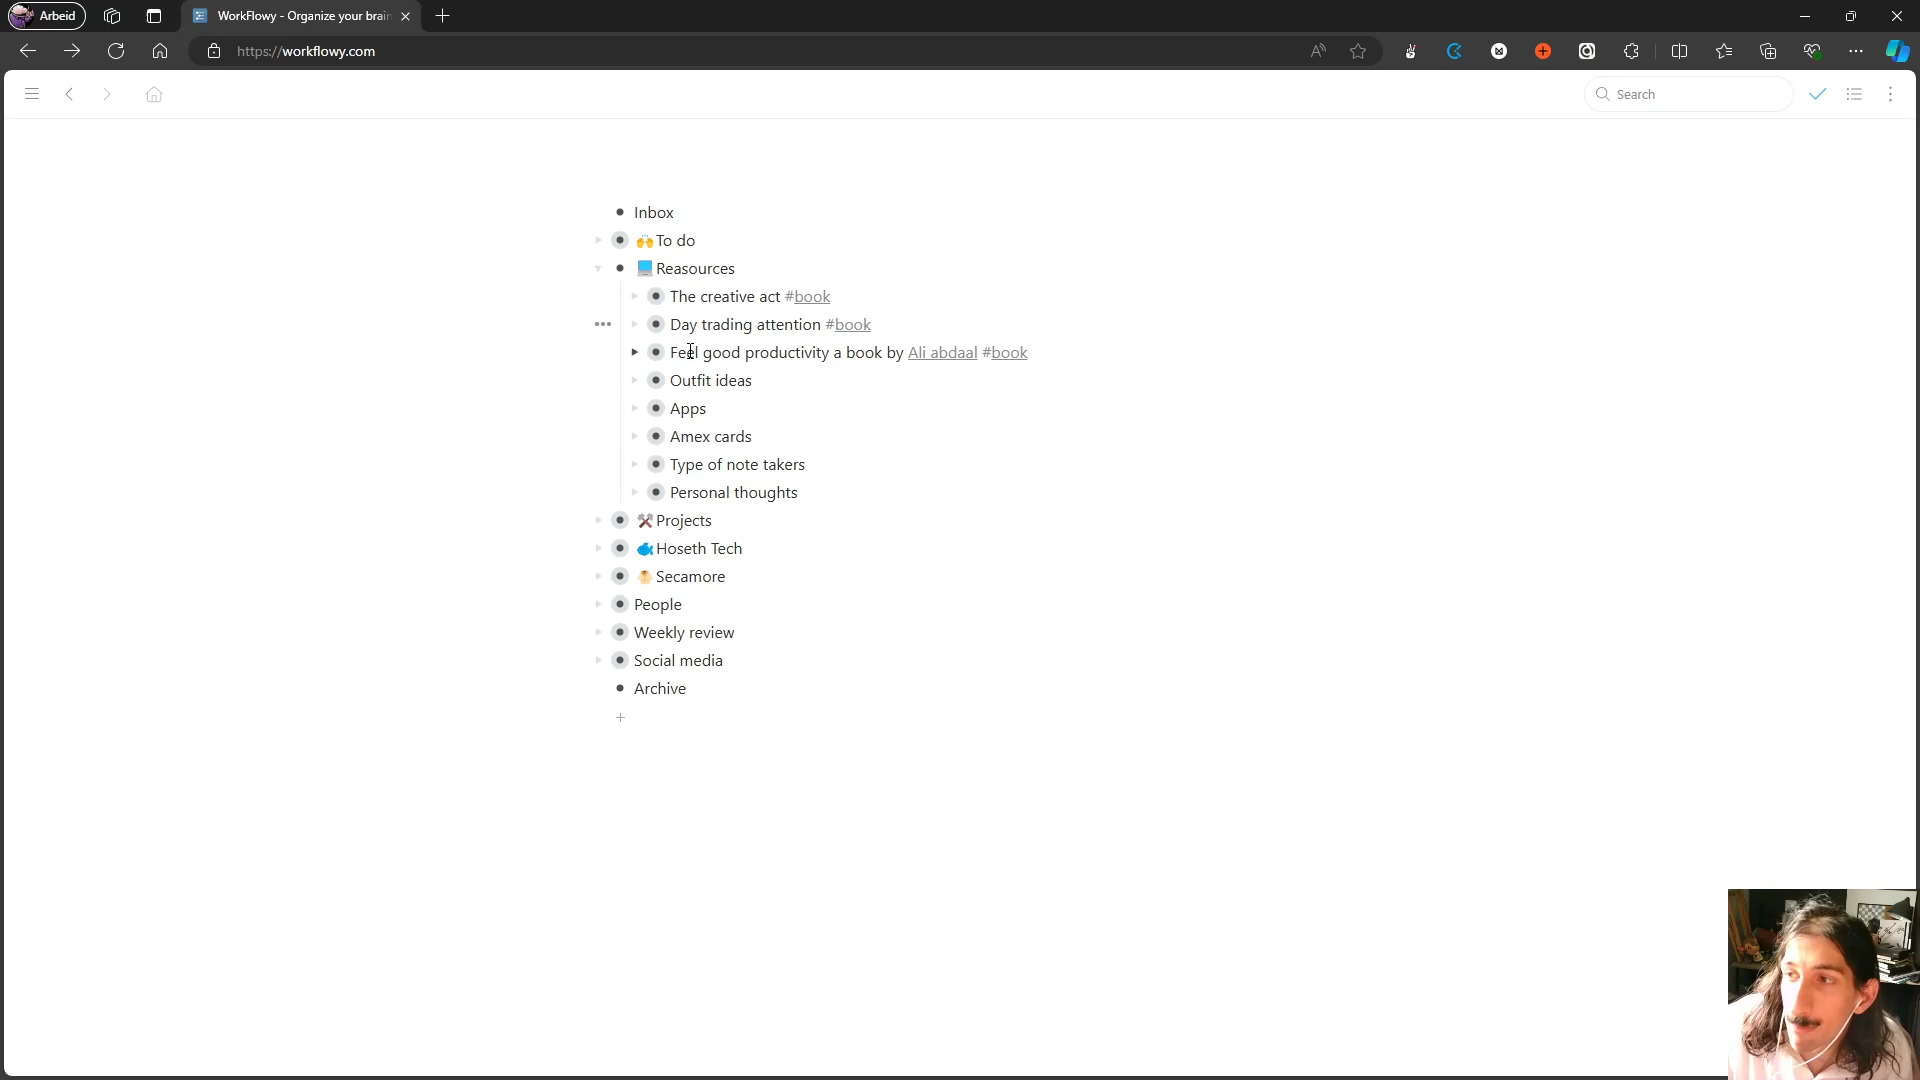 Arbeid
WorkFlowy - Organize your brain
https://workflowy.com
Search
Inbox
🙌To do
💻Reasources
The creative act #book
Day trading attention #book
Feel good productivity a book by Ali abdaal #book
Outfit ideas
Apps
Amex cards
Type of note takers
Personal thoughts
⚒️Projects
🐟Hoseth Tech
Secamore
People
Weekly review
Social media
Archive